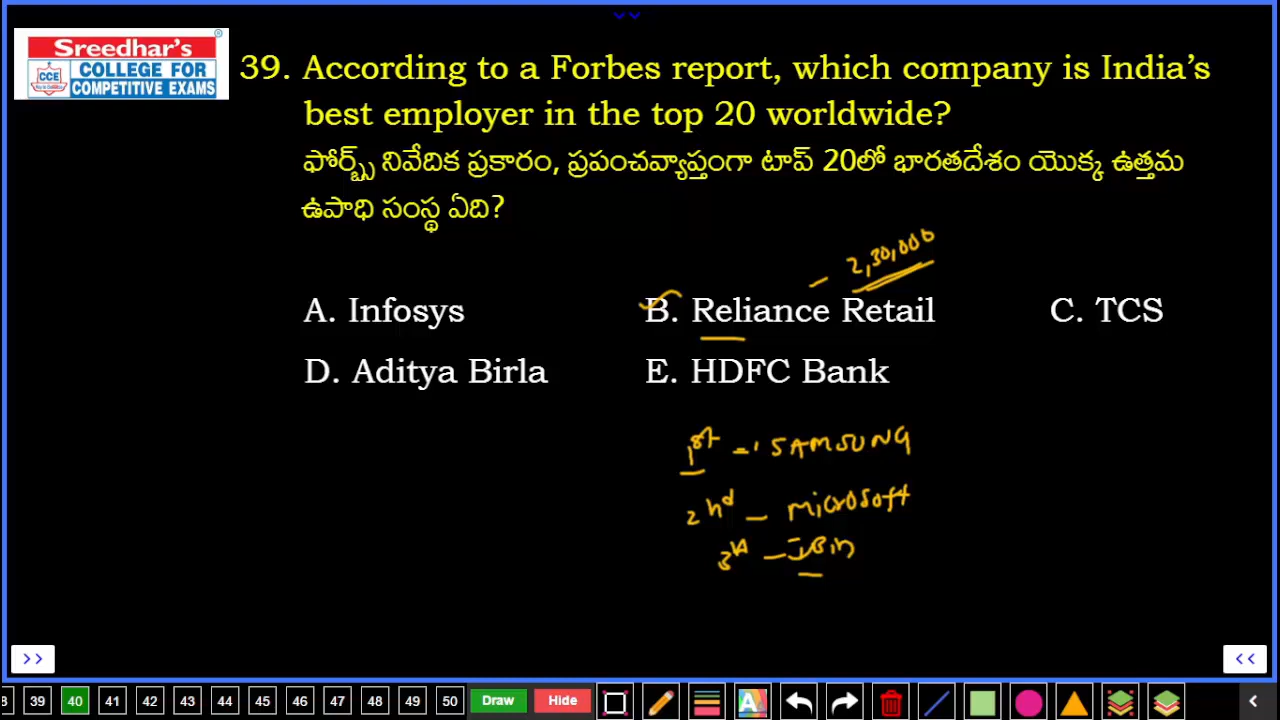 Sreedhar's
CCE
COLLEGE FOR
COMPETITIVE EXAMS
39. According to a Forbes report, which company is India's
best employer in the top 20 worldwide?
ఫోర్బ్స్ నివేదిక ప్రకారం, ప్రపంచవ్యాప్తంగా టాప్ 20లో భారతదేశం యొక్క ఉత్తమ
ఉపాధి సంస్థ ఏది?
- 2,30,000
A. Infosys B. Reliance Retail C. TCS
D. Aditya Birla E. HDFC Bank
1st - SAMSUNG
2nd - microsoft
3rd - IBM
>> <<
8 39 40 41 42 43 44 45 46 47 48 49 50 Draw Hide A <